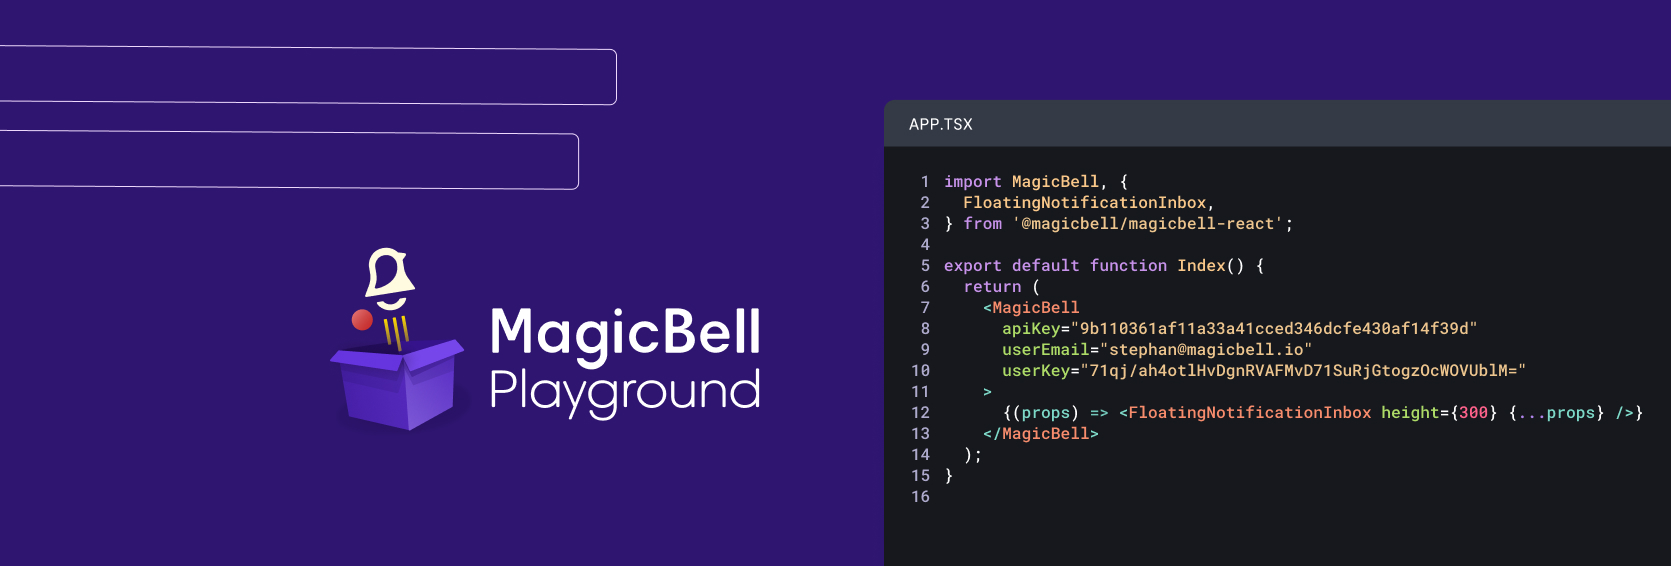 MagicBell
Playground
APP.TSX
1 import MagicBell, {
2   FloatingNotificationInbox,
3 } from '@magicbell/magicbell-react';
4
5 export default function Index() {
6   return (
7     <MagicBell
8       apiKey="9b110361af11a33a41cced346dcfe430af14f39d"
9       userEmail="stephan@magicbell.io"
10       userKey="71qj/ah4otlHvDgnRVAFMvD71SuRjGtogzOcWOVUblM="
11     >
12       {(props) => <FloatingNotificationInbox height={300} {...props} />}
13     </MagicBell>
14   );
15 }
16